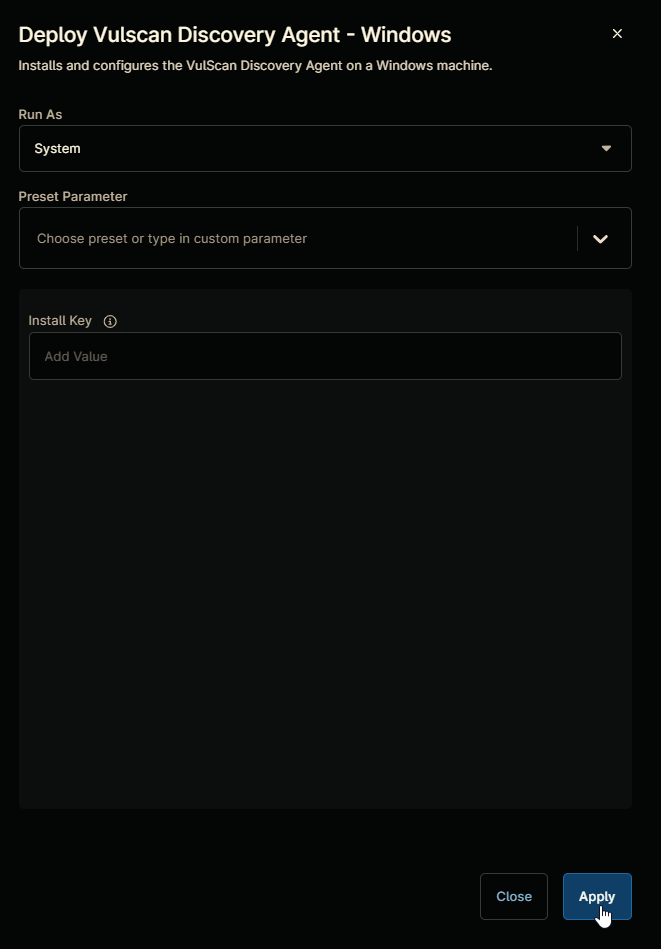 Deploy Vulscan Discovery Agent - Windows
Installs and configures the VulScan Discovery Agent on a Windows machine.
Run As
System
Preset Parameter
Choose preset or type in custom parameter
Install Key
Add Value
Close
Apply